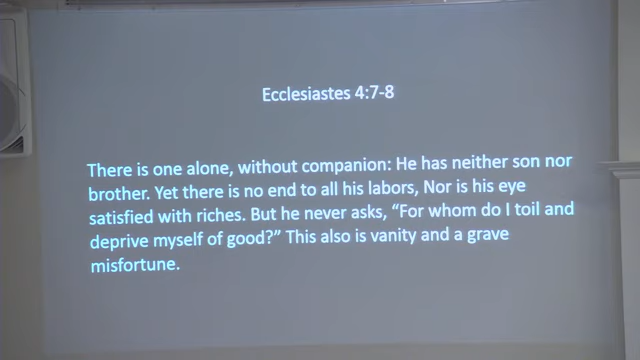 Ecclesiastes 4:7-8
There is one alone, without companion: He has neither son nor
brother. Yet there is no end to all his labors, Nor is his eye
satisfied with riches. But he never asks, “For whom do I toil and
deprive myself of good?” This also is vanity and a grave
misfortune.